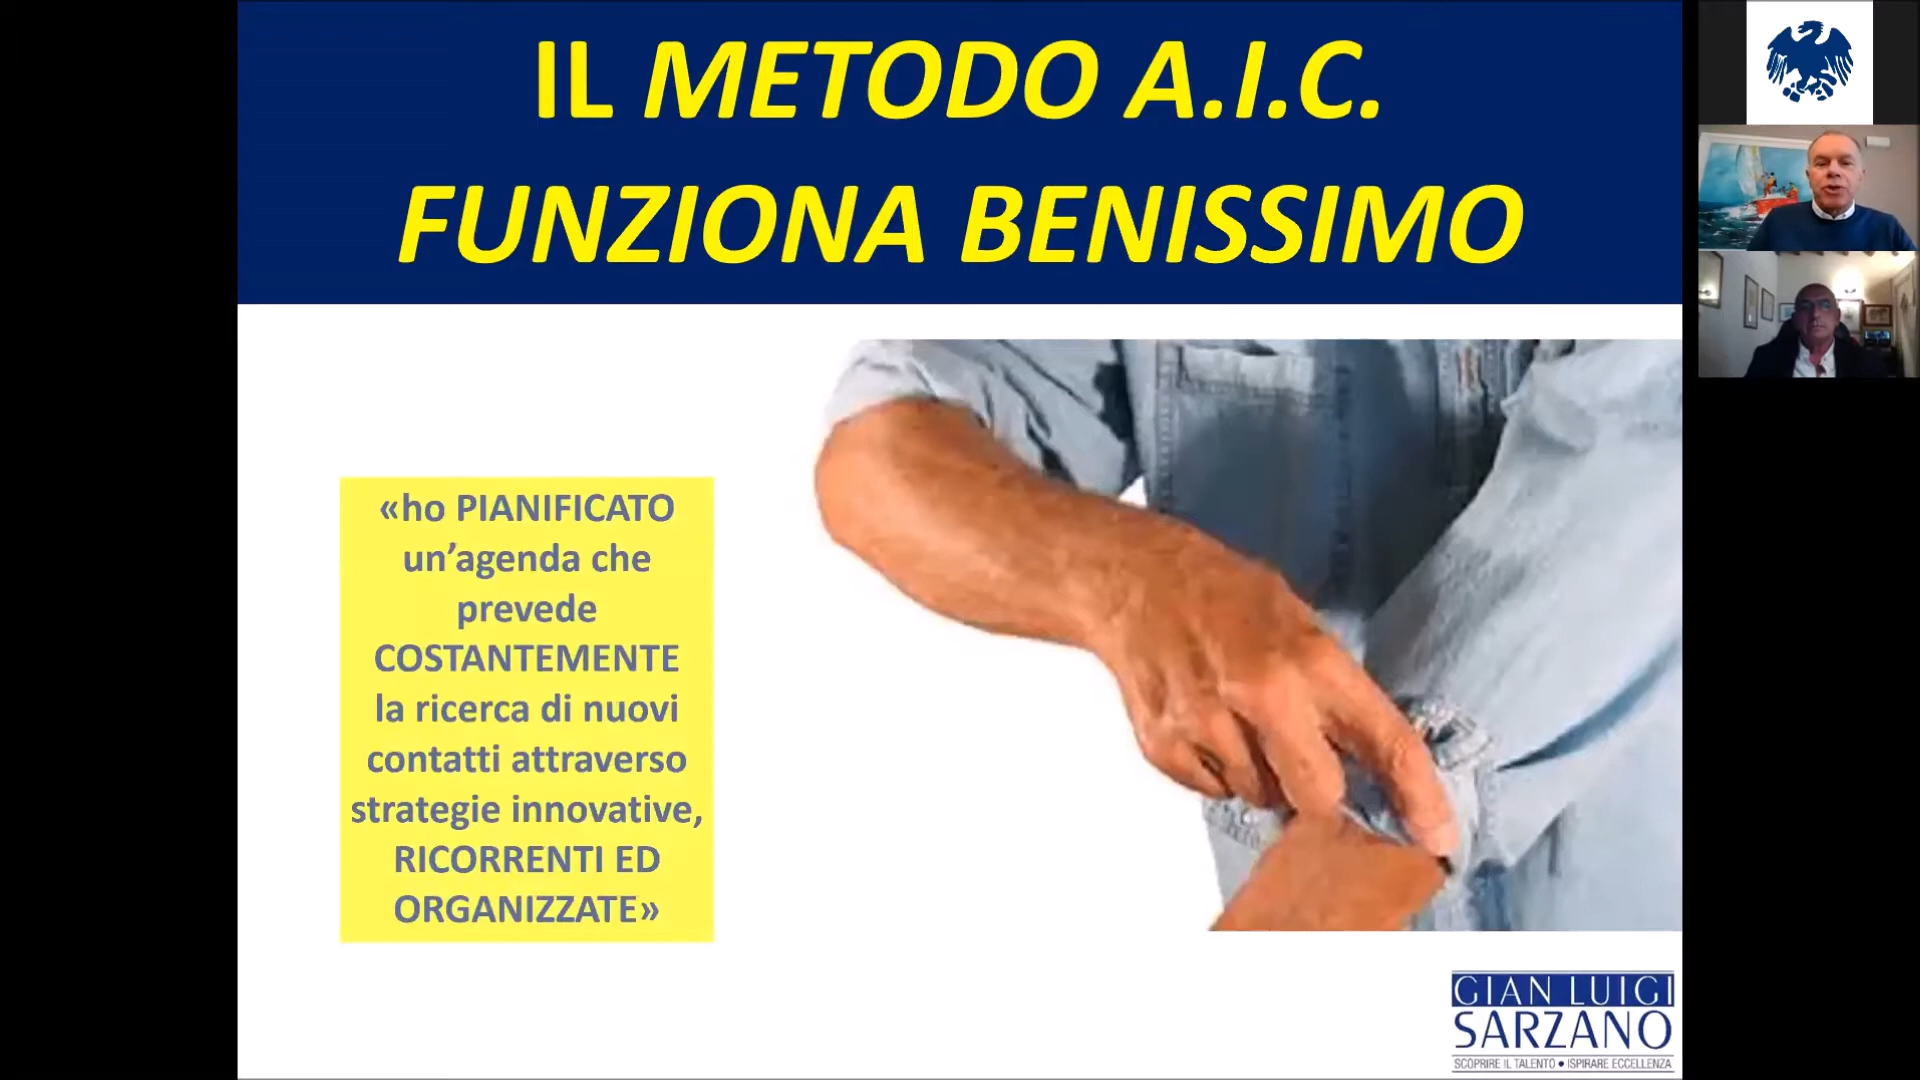 IL METODO A.I.C.
FUNZIONA BENISSIMO
«ho PIANIFICATO
un’agenda che
prevede
COSTANTEMENTE
la ricerca di nuovi
contatti attraverso
strategie innovative,
RICORRENTI ED
ORGANIZZATE»
GIAN LUIGI
SARZANO
SCOPRIRE IL TALENTO • ISPIRARE ECCELLENZA